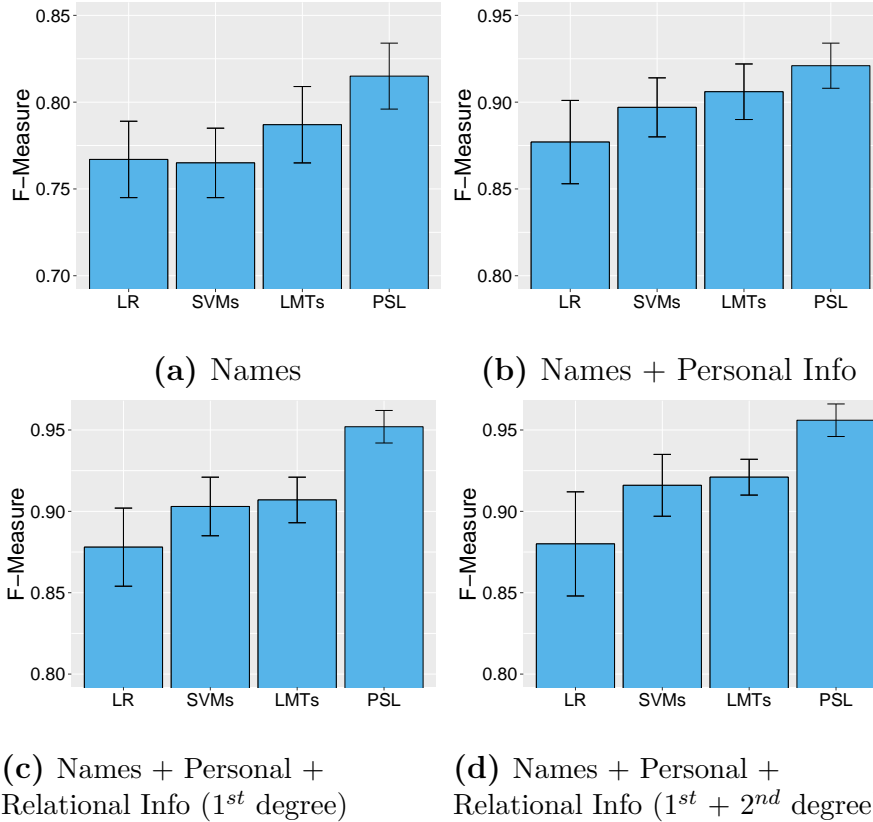 0.85
0.80
0.75
0.70
F-Measure
LR SVMs LMTs PSL
(a) Names
0.95
0.90
0.85
0.80
F-Measure
LR SVMs LMTs PSL
(b) Names + Personal Info
0.95
0.90
0.85
0.80
F-Measure
LR SVMs LMTs PSL
(c) Names + Personal +
Relational Info (1st degree)
0.95
0.90
0.85
0.80
F-Measure
LR SVMs LMTs PSL
(d) Names + Personal +
Relational Info (1st + 2nd degree